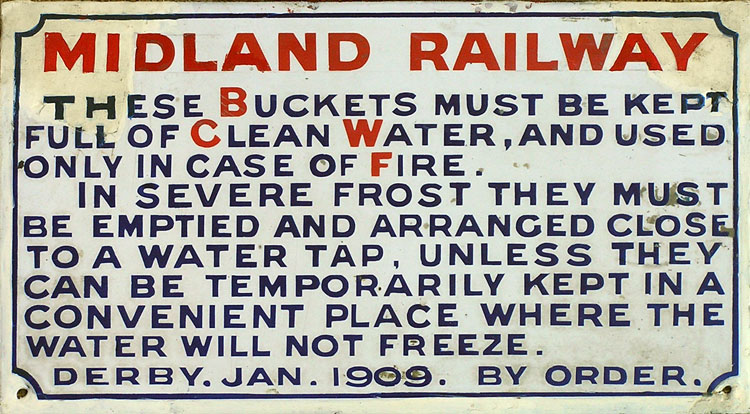 MIDLAND RAILWAY
THESE BUCKETS MUST BE KEPT
FULL OF CLEAN WATER, AND USED
ONLY IN CASE OF FIRE.
IN SEVERE FROST THEY MUST
BE EMPTIED AND ARRANGED CLOSE
TO A WATER TAP, UNLESS THEY
CAN BE TEMPORARILY KEPT IN A
CONVENIENT PLACE WHERE THE
WATER WILL NOT FREEZE.
DERBY. JAN. 1909. BY ORDER.